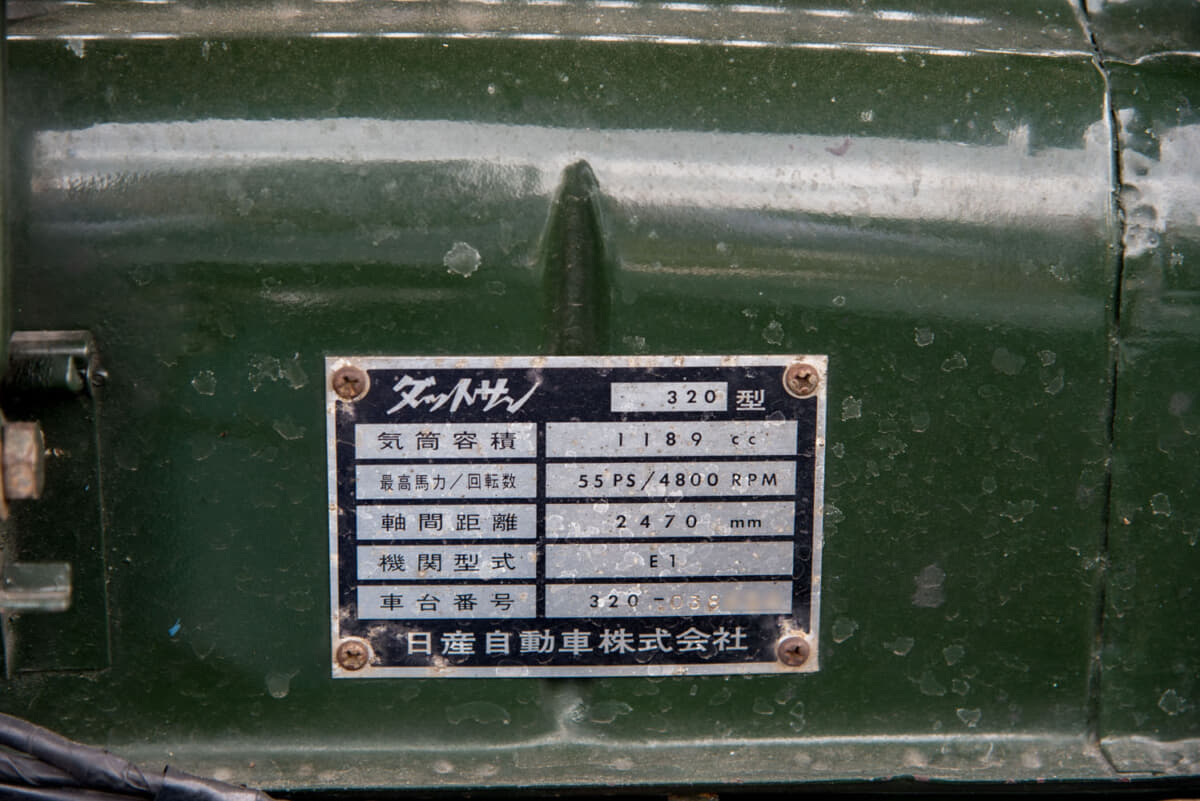 ダットサン 320 型
気筒容積 1189 cc
最高馬力/回転数 55 PS/4800 RPM
軸間距離 2470 mm
機関型式 E1
車台番号 320-
日産自動車株式会社